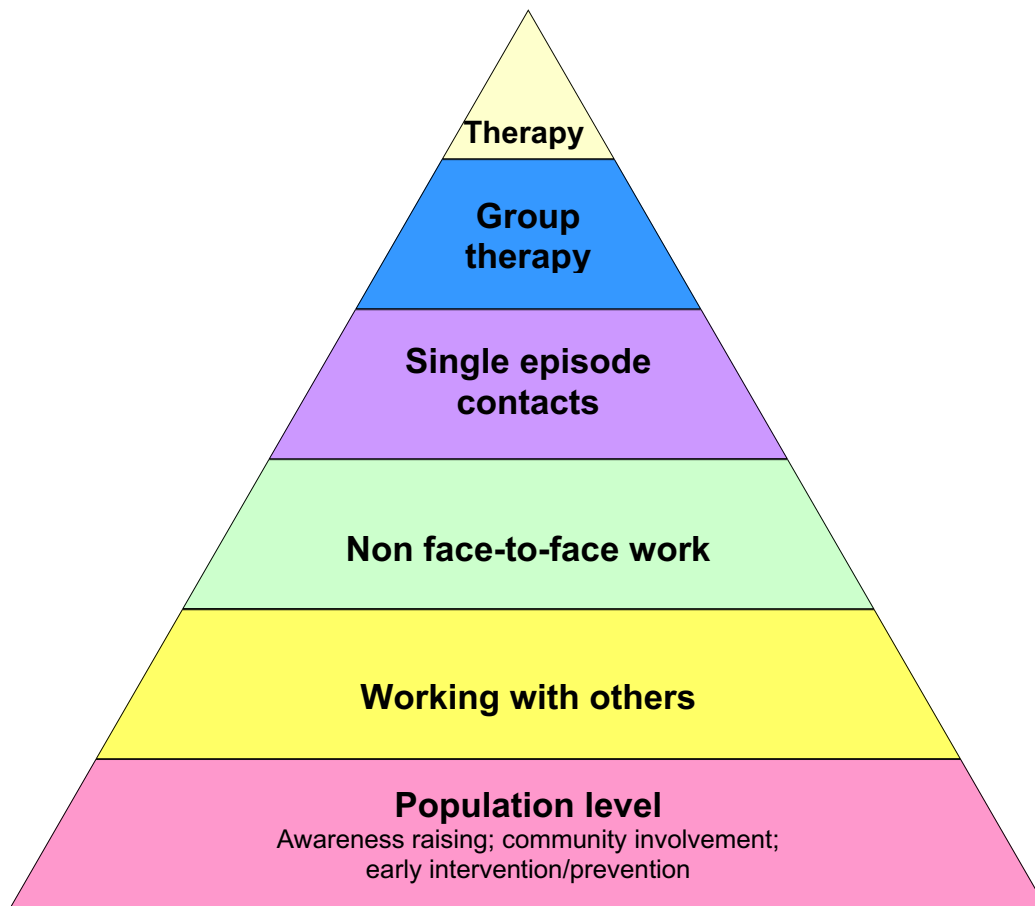 Therapy
Group
therapy
Single episode
contacts
Non face-to-face work
Working with others
Population level
Awareness raising; community involvement;
early intervention/prevention